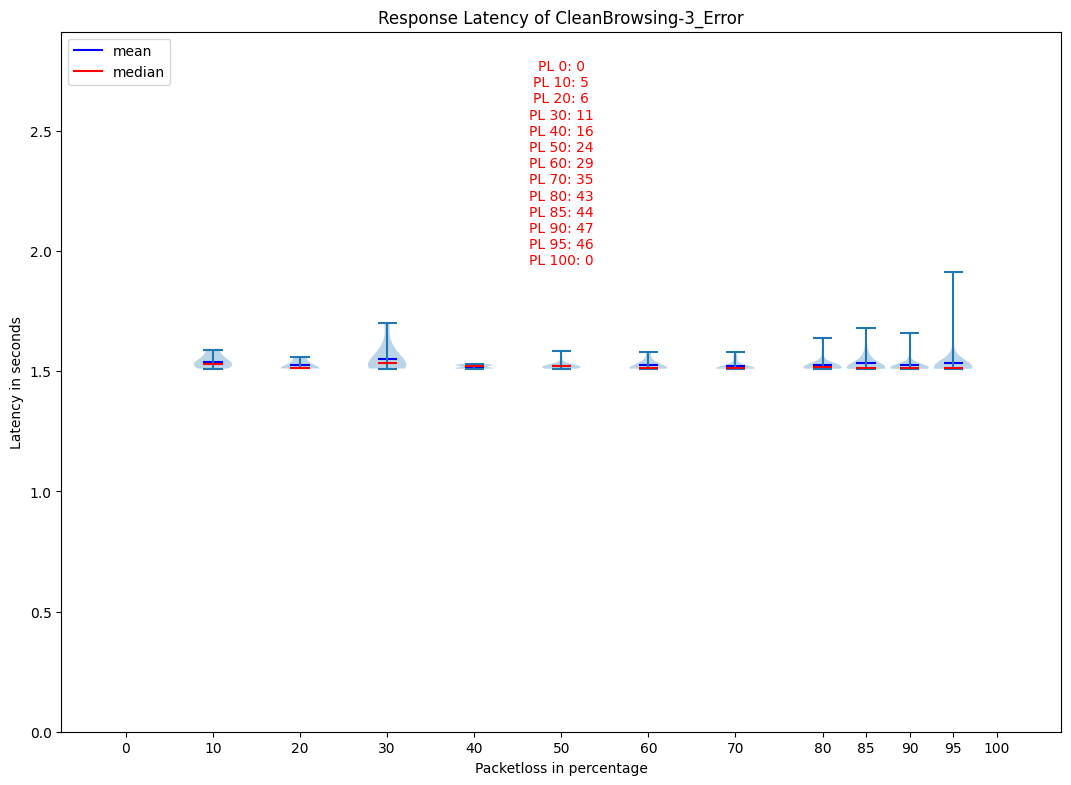 Response Latency of CleanBrowsing-3_Error
mean
median
PL 0: 0
PL 10: 5
PL 20: 6
PL 30: 11
PL 40: 16
PL 50: 24
PL 60: 29
PL 70: 35
PL 80: 43
PL 85: 44
PL 90: 47
PL 95: 46
PL 100: 0
Latency in seconds
2.5
2.0
1.5
1.0
0.5
0.0
0 10 20 30 40 50 60 70 80 85 90 95 100
Packetloss in percentage